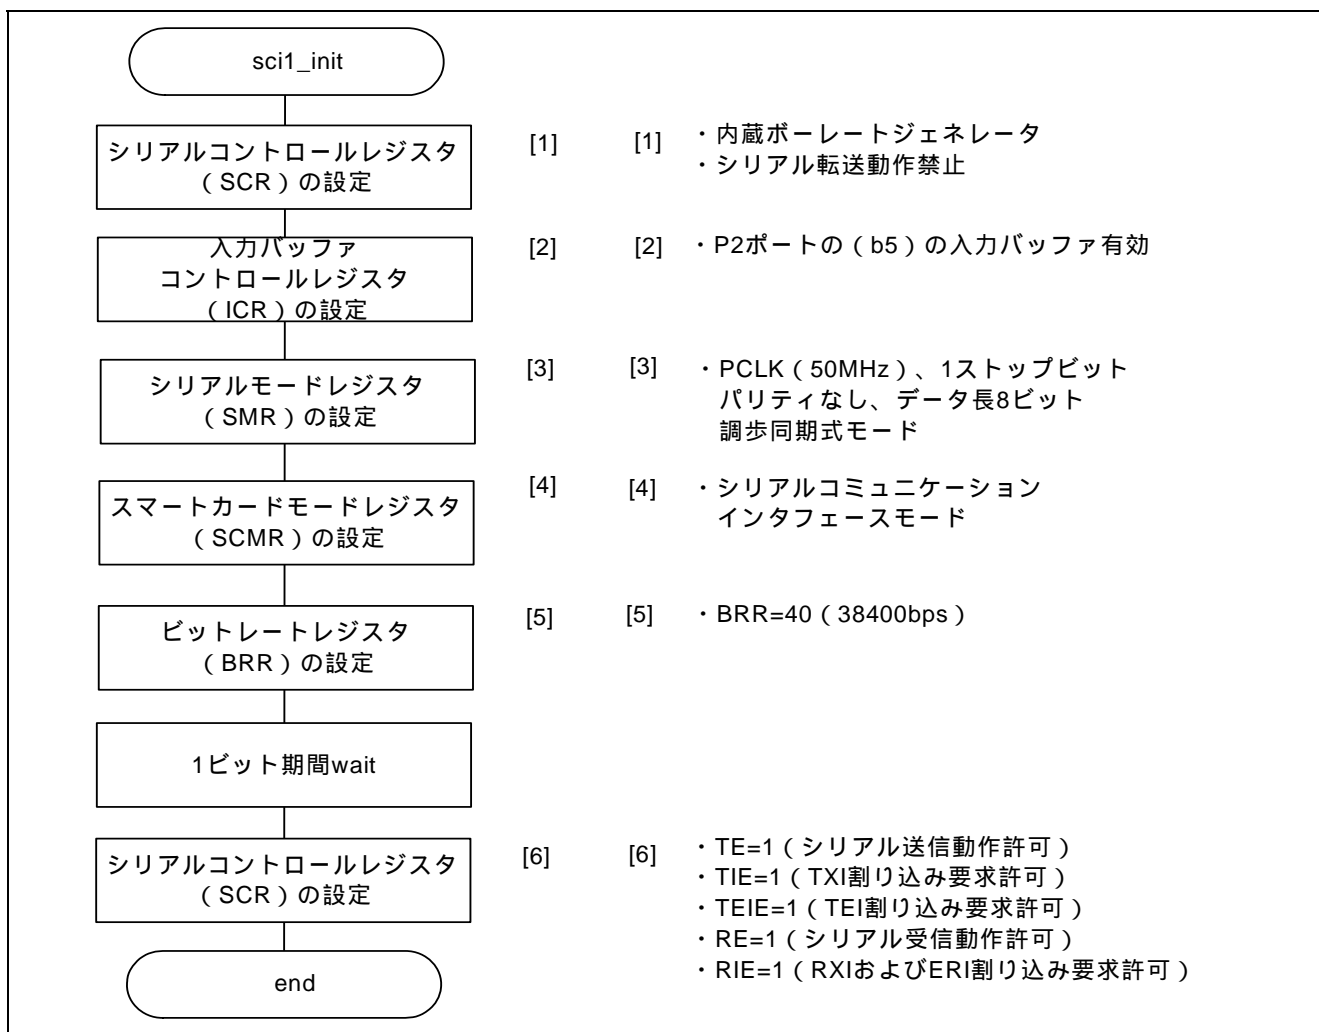 sci1_init
シリアルコントロールレジスタ
（SCR）の設定
[1]
[1]
・内蔵ボーレートジェネレータ
・シリアル転送動作禁止
入力バッファ
コントロールレジスタ
（ICR）の設定
[2]
[2]
・P2ポートの（b5）の入力バッファ有効
シリアルモードレジスタ
（SMR）の設定
[3]
[3]
・PCLK（50MHz）、1ストップビット
パリティなし、データ長8ビット
調歩同期式モード
スマートカードモードレジスタ
（SCMR）の設定
[4]
[4]
・シリアルコミュニケーション
インタフェースモード
ビットレートレジスタ
（BRR）の設定
[5]
[5]
・BRR=40（38400bps）
1ビット期間wait
シリアルコントロールレジスタ
（SCR）の設定
[6]
[6]
・TE=1（シリアル送信動作許可）
・TIE=1（TXI割り込み要求許可）
・TEIE=1（TEI割り込み要求許可）
・RE=1（シリアル受信動作許可）
・RIE=1（RXIおよびERI割り込み要求許可）
end